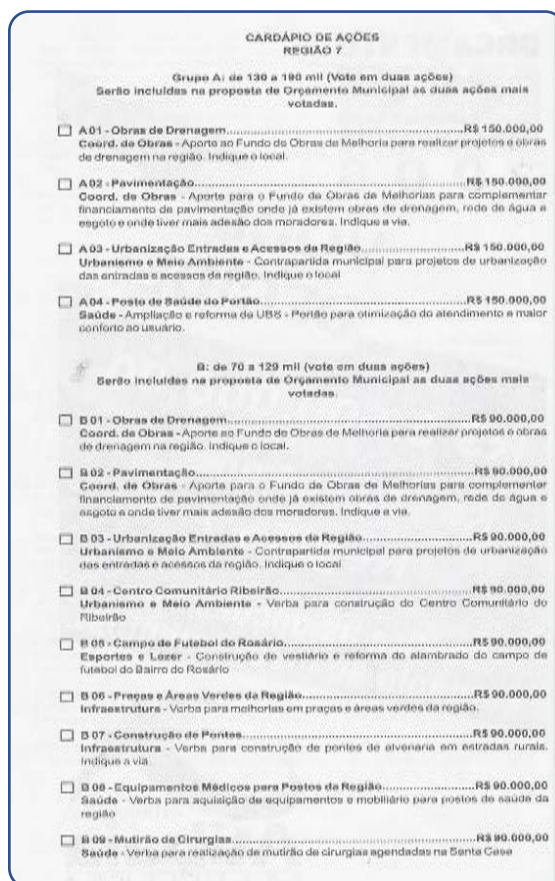 CARDÁPIO DE AÇÕES
REGIÃO 7
Grupo A: de 130 a 190 mil (Vote em duas ações)
Serão incluídas na proposta de Orçamento Municipal as duas ações mais
votadas.
A01 - Obras de Drenagem..................................................R$ 150.000,00
Coord. de Obras - Aporte ao Fundo de Obras de Melhoria para realizar projetos e obras
de drenagem na região. Indique o local.
A02 - Pavimentação..................................................R$ 150.000,00
Coord. de Obras - Aporte para o Fundo de Obras de Melhorias para complementar
financiamento de pavimentação onde já existem obras de drenagem, rede de água e
esgoto e onde tiver mais adesão dos moradores. Indique a via.
A03 - Urbanização Entradas e Acessos da Região..............................R$ 150.000,00
Urbanismo e Meio Ambiente - Contrapartida municipal para projetos de urbanização
das entradas e acessos da região. Indique o local
A04 - Posto de Saúde do Portão..................................................R$ 150.000,00
Saúde - Ampliação e reforma da UBS - Portão para otimização do atendimento e maior
conforto ao usuário.
B: de 70 a 129 mil (vote em duas ações)
Serão incluídas na proposta de Orçamento Municipal as duas ações mais
votadas.
B 01 - Obras de Drenagem..................................................R$ 90.000,00
Coord. de Obras - Aporte ao Fundo de Obras de Melhoria para realizar projetos e obras
de drenagem na região. Indique o local.
B 02 - Pavimentação..................................................R$ 90.000,00
Coord. de Obras - Aporte para o Fundo de Obras de Melhorias para complementar
financiamento de pavimentação onde já existem obras de drenagem, rede de água e
esgoto e onde tiver mais adesão dos moradores. Indique a via.
B 03 - Urbanização Entradas e Acessos da Região..............................R$ 90.000,00
Urbanismo e Meio Ambiente - Contrapartida municipal para projetos de urbanização
das entradas e acessos da região. Indique o local
B 04 - Centro Comunitário Ribeirão..................................................R$ 90.000,00
Urbanismo e Meio Ambiente - Verba para construção do Centro Comunitário do
Ribeirão
B 05 - Campo de Futebol do Rosário..................................................R$ 90.000,00
Esportes e Lazer - Construção de vestiário e reforma do alambrado do campo de
futebol do Bairro do Rosário
B 06 - Praças e Áreas Verdes da Região..............................R$ 90.000,00
Infraestrutura - Verba para melhorias em praças e áreas verdes da região.
B 07 - Construção de Pontes..................................................R$ 90.000,00
Infraestrutura - Verba para construção de pontes de alvenaria em estradas rurais.
Indique a via
B 08 - Equipamentos Médicos para Postos da Região..............................R$ 90.000,00
Saúde - Verba para aquisição de equipamentos e mobiliário para postos de saúde da
região
B 09 - Mutirão de Cirurgias..................................................R$ 90.000,00
Saúde - Verba para realização de mutirão de cirurgias agendadas na Santa Casa